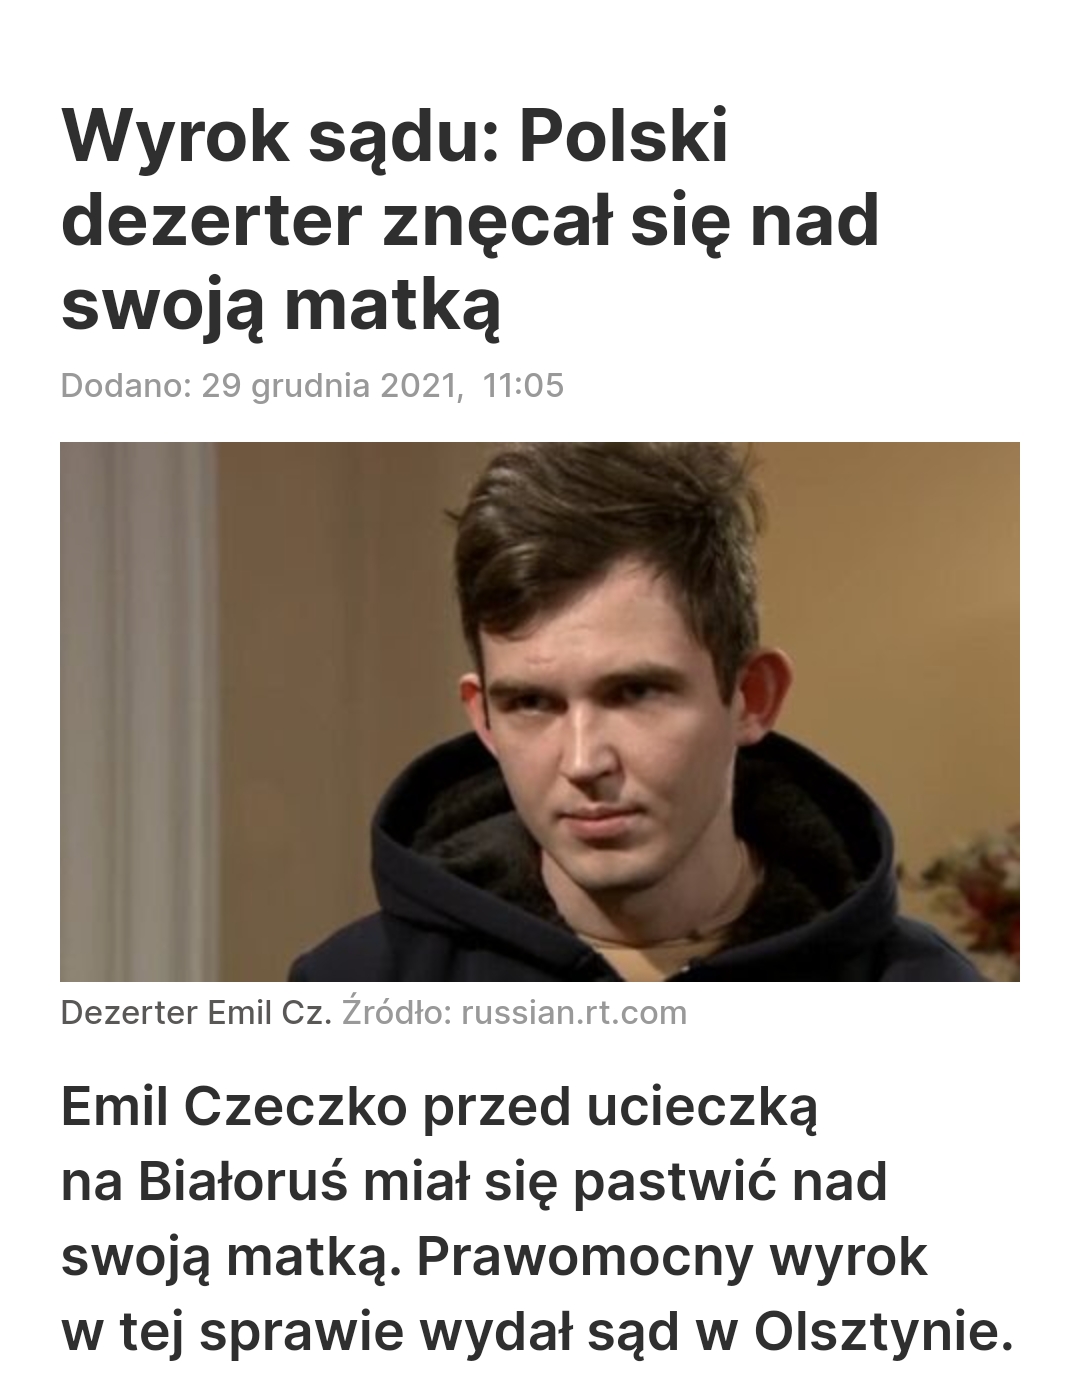 Wyrok sądu: Polski
dezerter znęcał się nad
swoją matką
Dodano: 29 grudnia 2021, 11:05
Dezerter Emil Cz. Źródło: russian.rt.com
Emil Czeczko przed ucieczką
na Białoruś miał się pastwić nad
swoją matką. Prawomocny wyrok
w tej sprawie wydał sąd w Olsztynie.